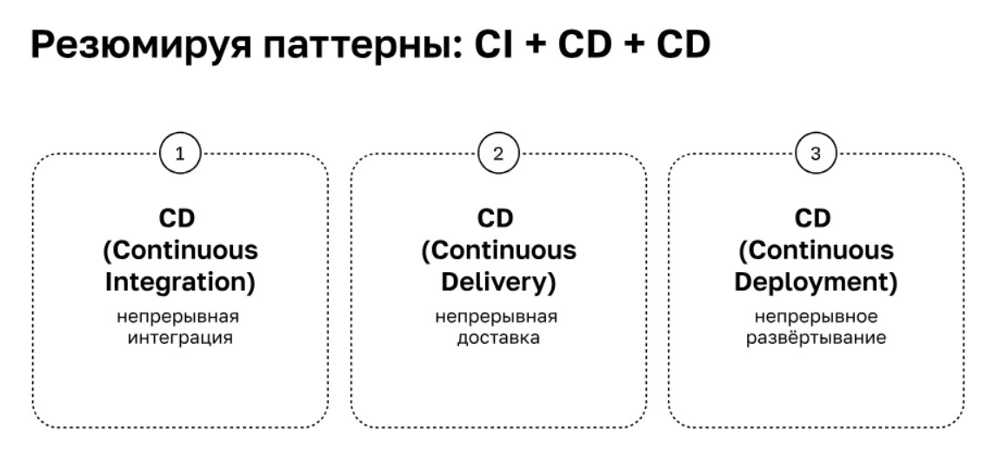 Резюмируя паттерны: CI + CD + CD
1
CD
(Continuous
Integration)
непрерывная
интеграция
2
CD
(Continuous
Delivery)
непрерывная
доставка
3
CD
(Continuous
Deployment)
непрерывное
развёртывание